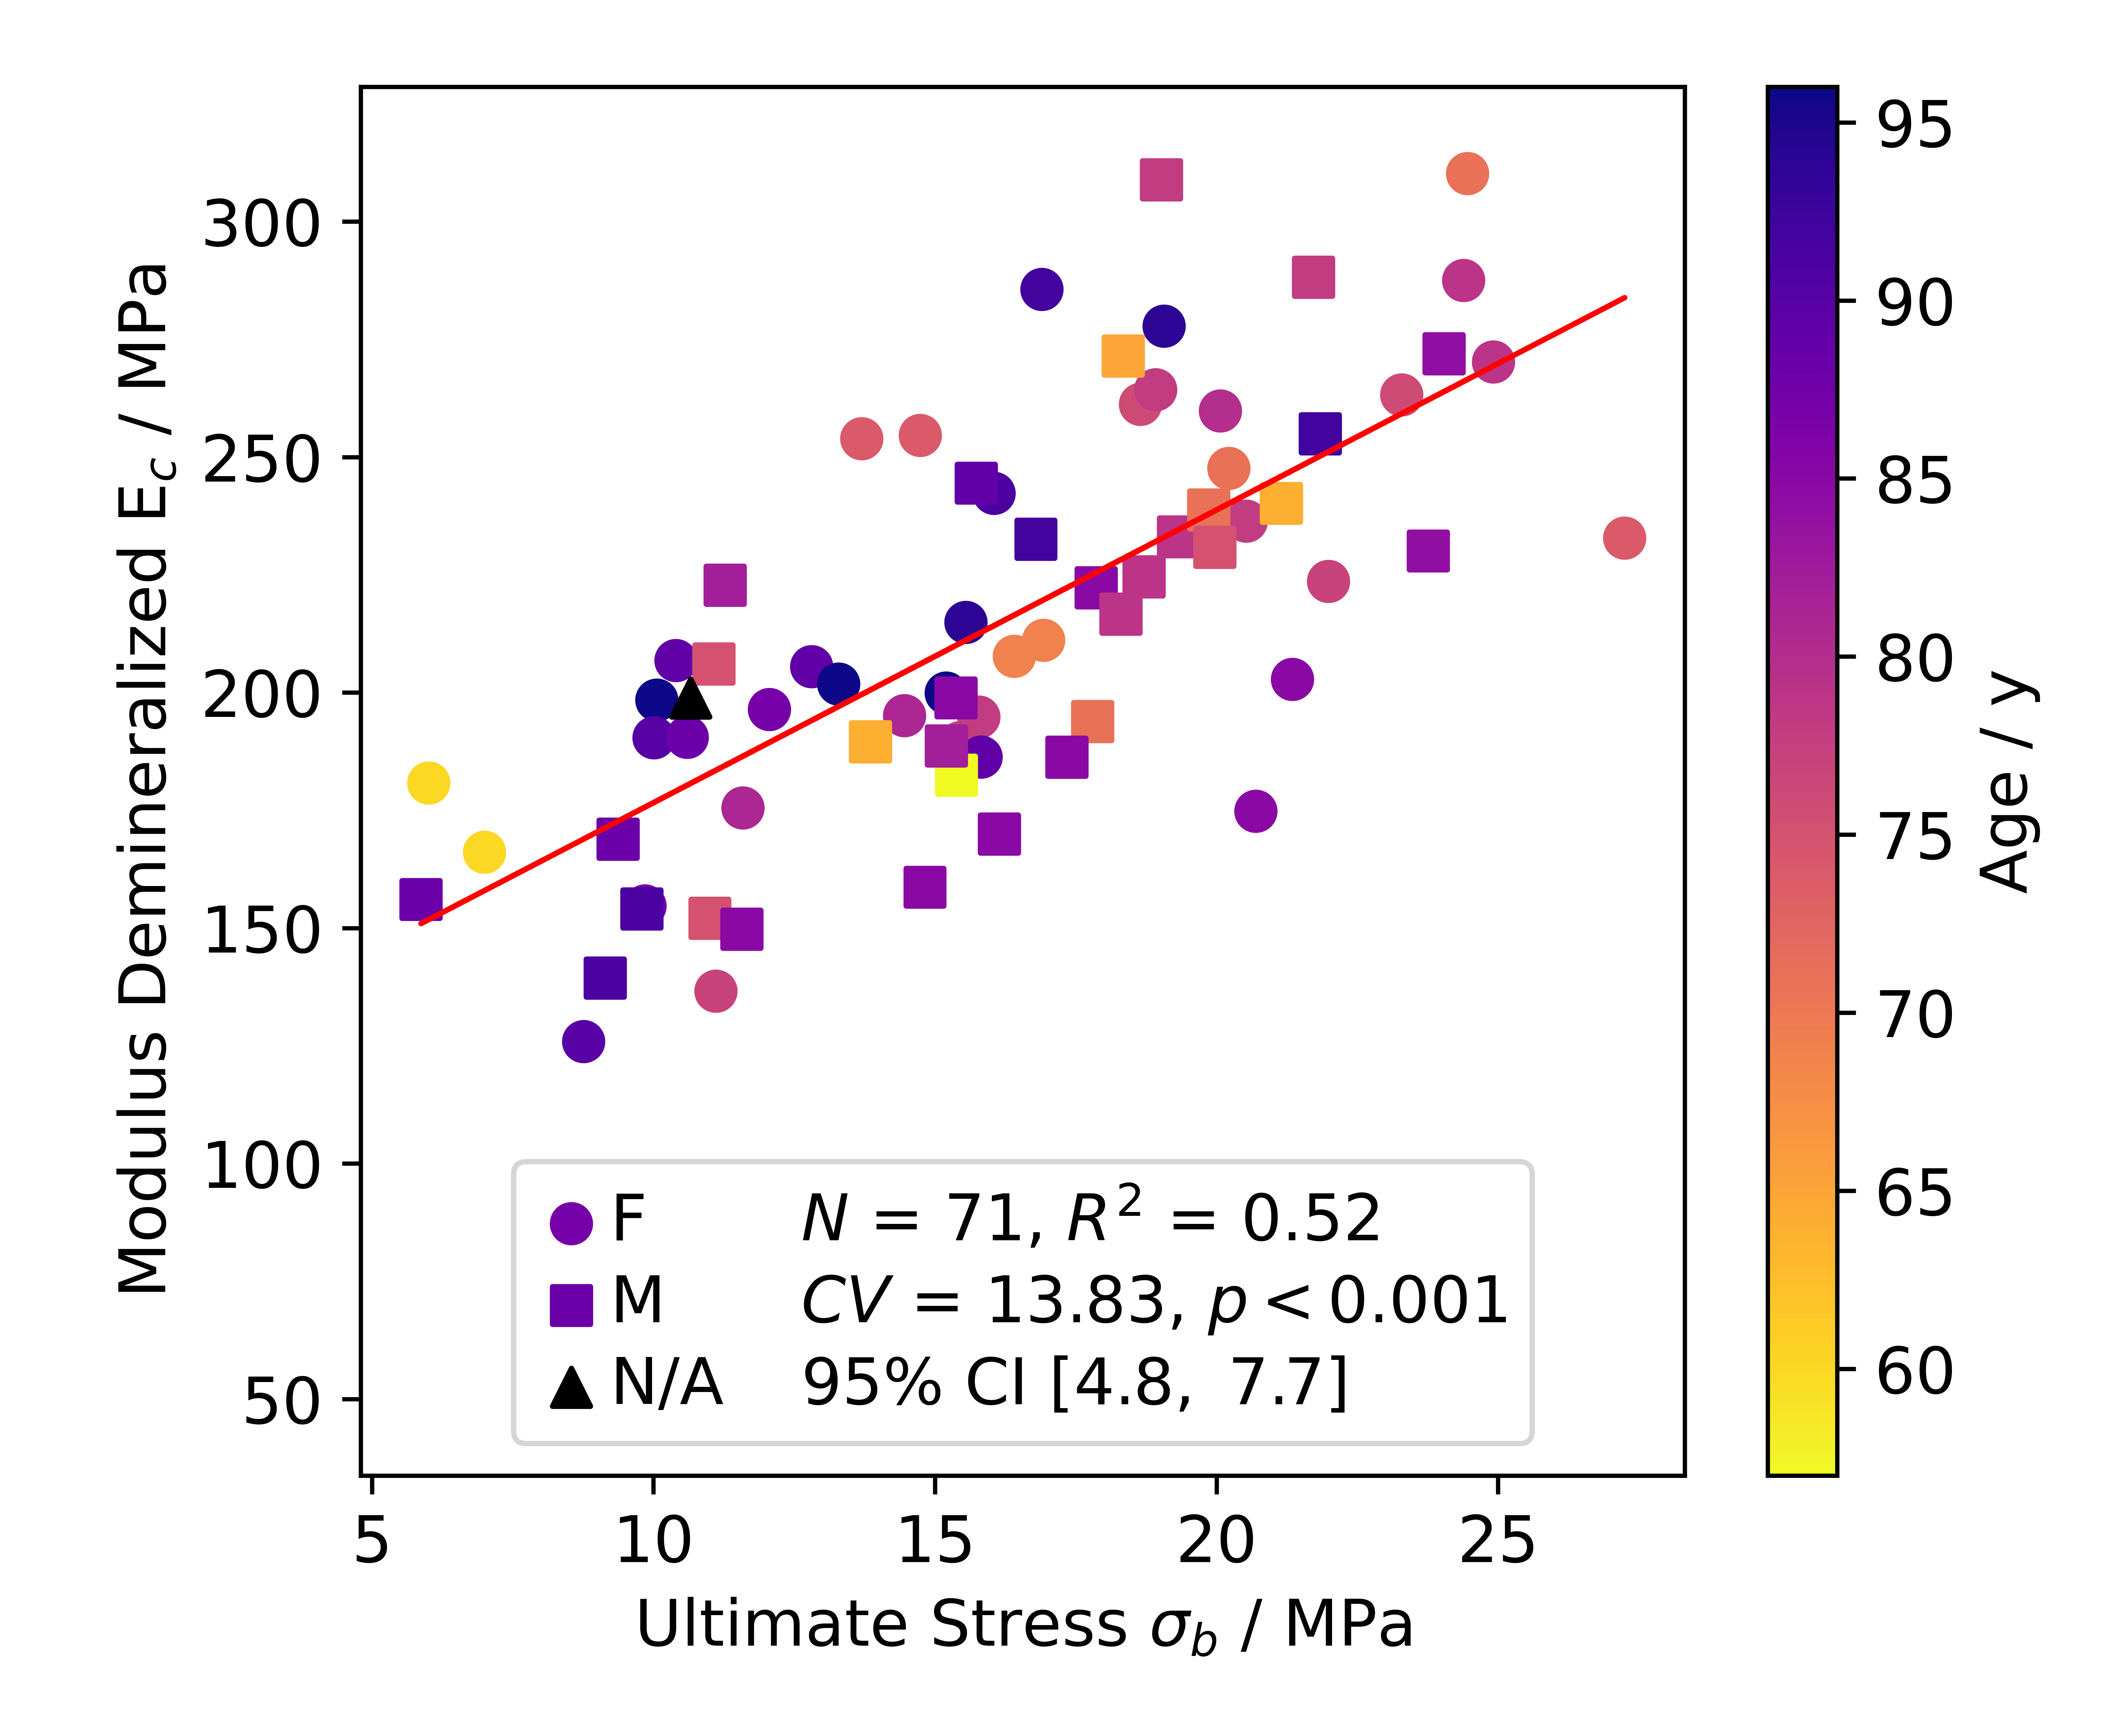 Modulus Demineralized E_c / MPa
300
250
200
150
100
50
F N = 71, R² = 0.52
M CV = 13.83, p < 0.001
N/A 95% CI [4.8, 7.7]
5 10 15 20 25
Ultimate Stress σ_b / MPa
95
90
85
80
75
70
65
60
Age / y